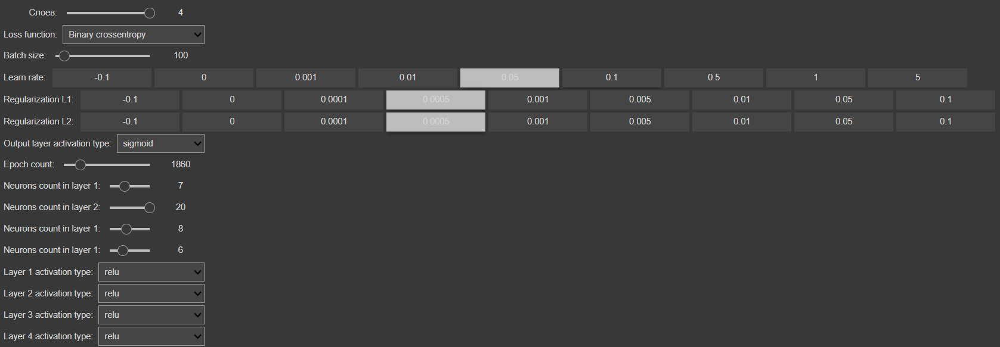 Слоев: 4
Loss function: Binary crossentropy
Batch size: 100
Learn rate: -0.1 0 0.001 0.01 0.05 0.1 0.5 1 5
Regularization L1: -0.1 0 0.0001 0.0005 0.001 0.005 0.01 0.05 0.1
Regularization L2: -0.1 0 0.0001 0.0005 0.001 0.005 0.01 0.05 0.1
Output layer activation type: sigmoid
Epoch count: 1860
Neurons count in layer 1: 7
Neurons count in layer 2: 20
Neurons count in layer 1: 8
Neurons count in layer 1: 6
Layer 1 activation type: relu
Layer 2 activation type: relu
Layer 3 activation type: relu
Layer 4 activation type: relu